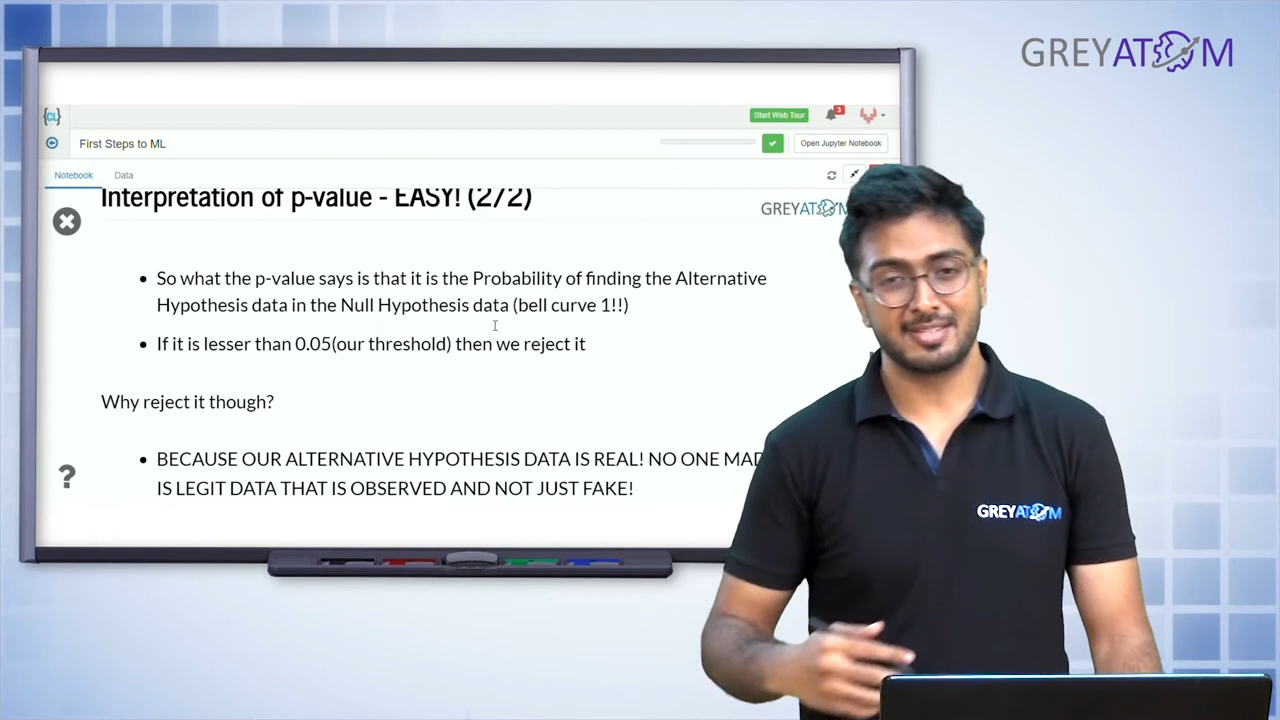 GREYATOM
{CL}
Start Web Tour
3
First Steps to ML
Open Jupyter Notebook
Notebook
Data
Interpretation of p-value - EASY! (2/2)
GREYATOM
So what the p-value says is that it is the Probability of finding the Alternative
Hypothesis data in the Null Hypothesis data (bell curve 1!!)
If it is lesser than 0.05(our threshold) then we reject it
Why reject it though?
BECAUSE OUR ALTERNATIVE HYPOTHESIS DATA IS REAL! NO ONE MAD
IS LEGIT DATA THAT IS OBSERVED AND NOT JUST FAKE!
?
GREYATOM